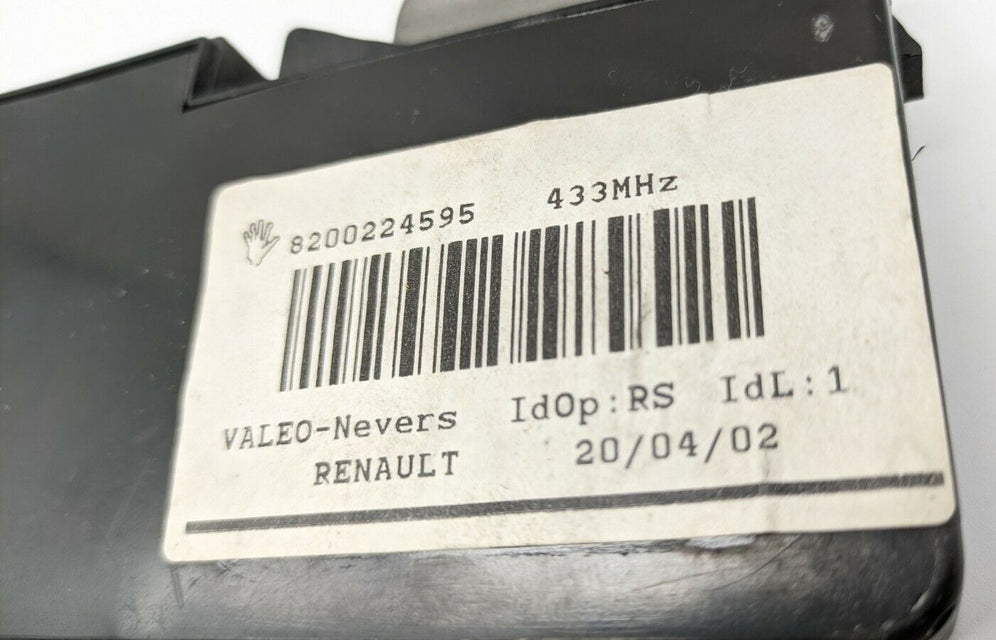 8200224595 433MHz
VALEO-Nevers IdOp:RS IdL:1
RENAULT 20/04/02